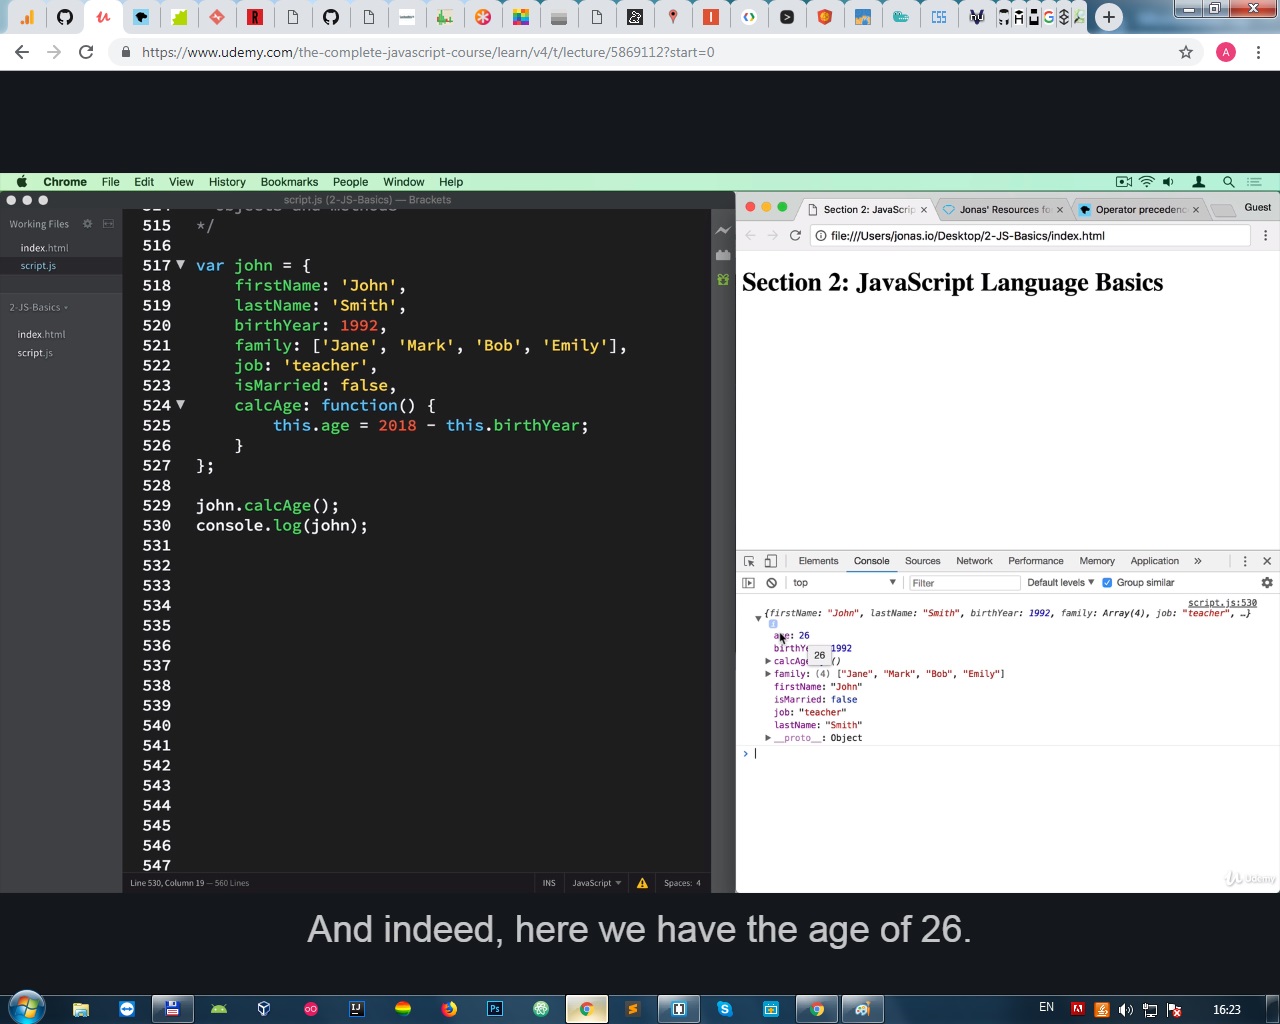 https://www.udemy.com/the-complete-javascript-course/learn/v4/t/lecture/5869112?start=0
A
Chrome File Edit View History Bookmarks People Window Help
script.js (2-JS-Basics) — Brackets
Working Files
index.html
script.js
2-JS-Basics
index.html
script.js
515 */
516
517 var john = {
518 firstName: 'John',
519 lastName: 'Smith',
520 birthYear: 1992,
521 family: ['Jane', 'Mark', 'Bob', 'Emily'],
522 job: 'teacher',
523 isMarried: false,
524 calcAge: function() {
525 this.age = 2018 - this.birthYear;
526 }
527 };
528
529 john.calcAge();
530 console.log(john);
531
532
533
534
535
536
537
538
539
540
541
542
543
544
545
546
547
Line 530, Column 19 — 560 Lines
INS JavaScript Spaces: 4
Section 2: JavaScrip Jonas' Resources fo Operator precedenc Guest
file:///Users/jonas.io/Desktop/2-JS-Basics/index.html
Section 2: JavaScript Language Basics
Elements Console Sources Network Performance Memory Application »
top Filter Default levels Group similar
script.js:530
{firstName: "John", lastName: "Smith", birthYear: 1992, family: Array(4), job: "teacher", …}
age: 26
1992
26
family: (4) ["Jane", "Mark", "Bob", "Emily"]
firstName: "John"
isMarried: false
job: "teacher"
lastName: "Smith"
__proto__: Object
Udemy
And indeed, here we have the age of 26.
EN 16:23